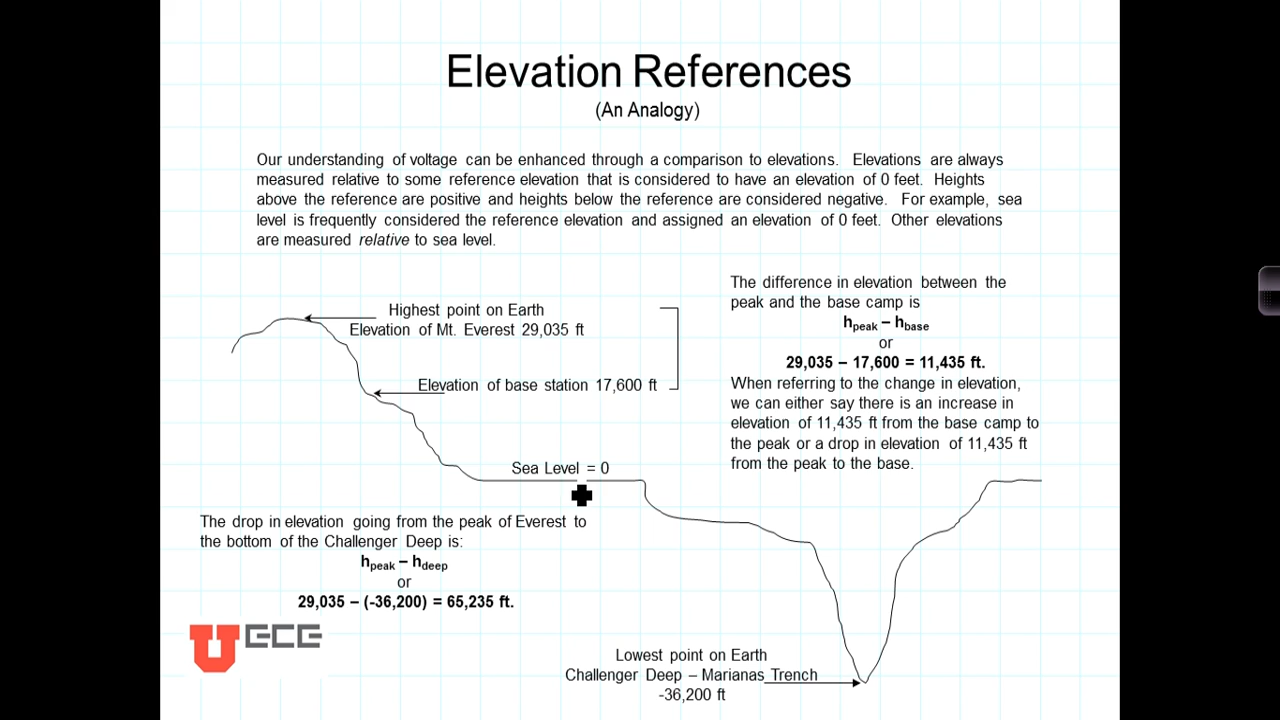 Elevation References
(An Analogy)
Our understanding of voltage can be enhanced through a comparison to elevations. Elevations are always
measured relative to some reference elevation that is considered to have an elevation of 0 feet. Heights
above the reference are positive and heights below the reference are considered negative. For example, sea
level is frequently considered the reference elevation and assigned an elevation of 0 feet. Other elevations
are measured relative to sea level.
Highest point on Earth
Elevation of Mt. Everest 29,035 ft
Elevation of base station 17,600 ft
The difference in elevation between the
peak and the base camp is
hpeak – hbase
or
29,035 – 17,600 = 11,435 ft.
When referring to the change in elevation,
we can either say there is an increase in
elevation of 11,435 ft from the base camp to
the peak or a drop in elevation of 11,435 ft
from the peak to the base.
Sea Level = 0
The drop in elevation going from the peak of Everest to
the bottom of the Challenger Deep is:
hpeak – hdeep
or
29,035 – (-36,200) = 65,235 ft.
U ECE
Lowest point on Earth
Challenger Deep – Marianas Trench
-36,200 ft